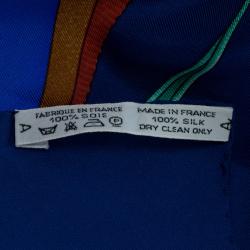 FABRIQUE EN FRANCE
100% SOIE
A
P
MADE IN FRANCE
100% SILK
DRY CLEAN ONLY
A